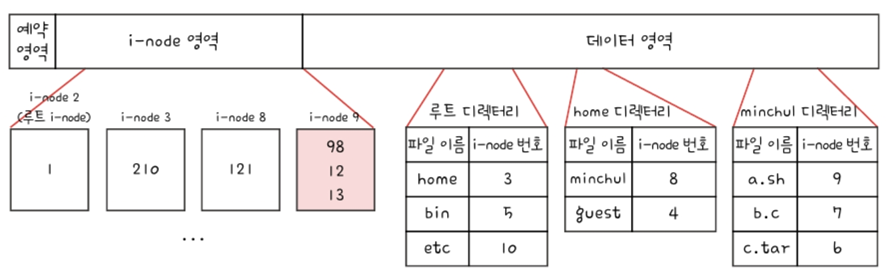 예약 영역
i-node 영역
데이터 영역
i-node 2
(루트 i-node)
1
i-node 3
210
i-node 8
121
i-node 9
98
12
13
...
루트 디렉터리
파일 이름 i-node 번호
home 3
bin 5
etc 10
home 디렉터리
파일 이름 i-node 번호
minchul 8
guest 4
minchul 디렉터리
파일 이름 i-node 번호
a.sh 9
b.c 7
c.tar 6